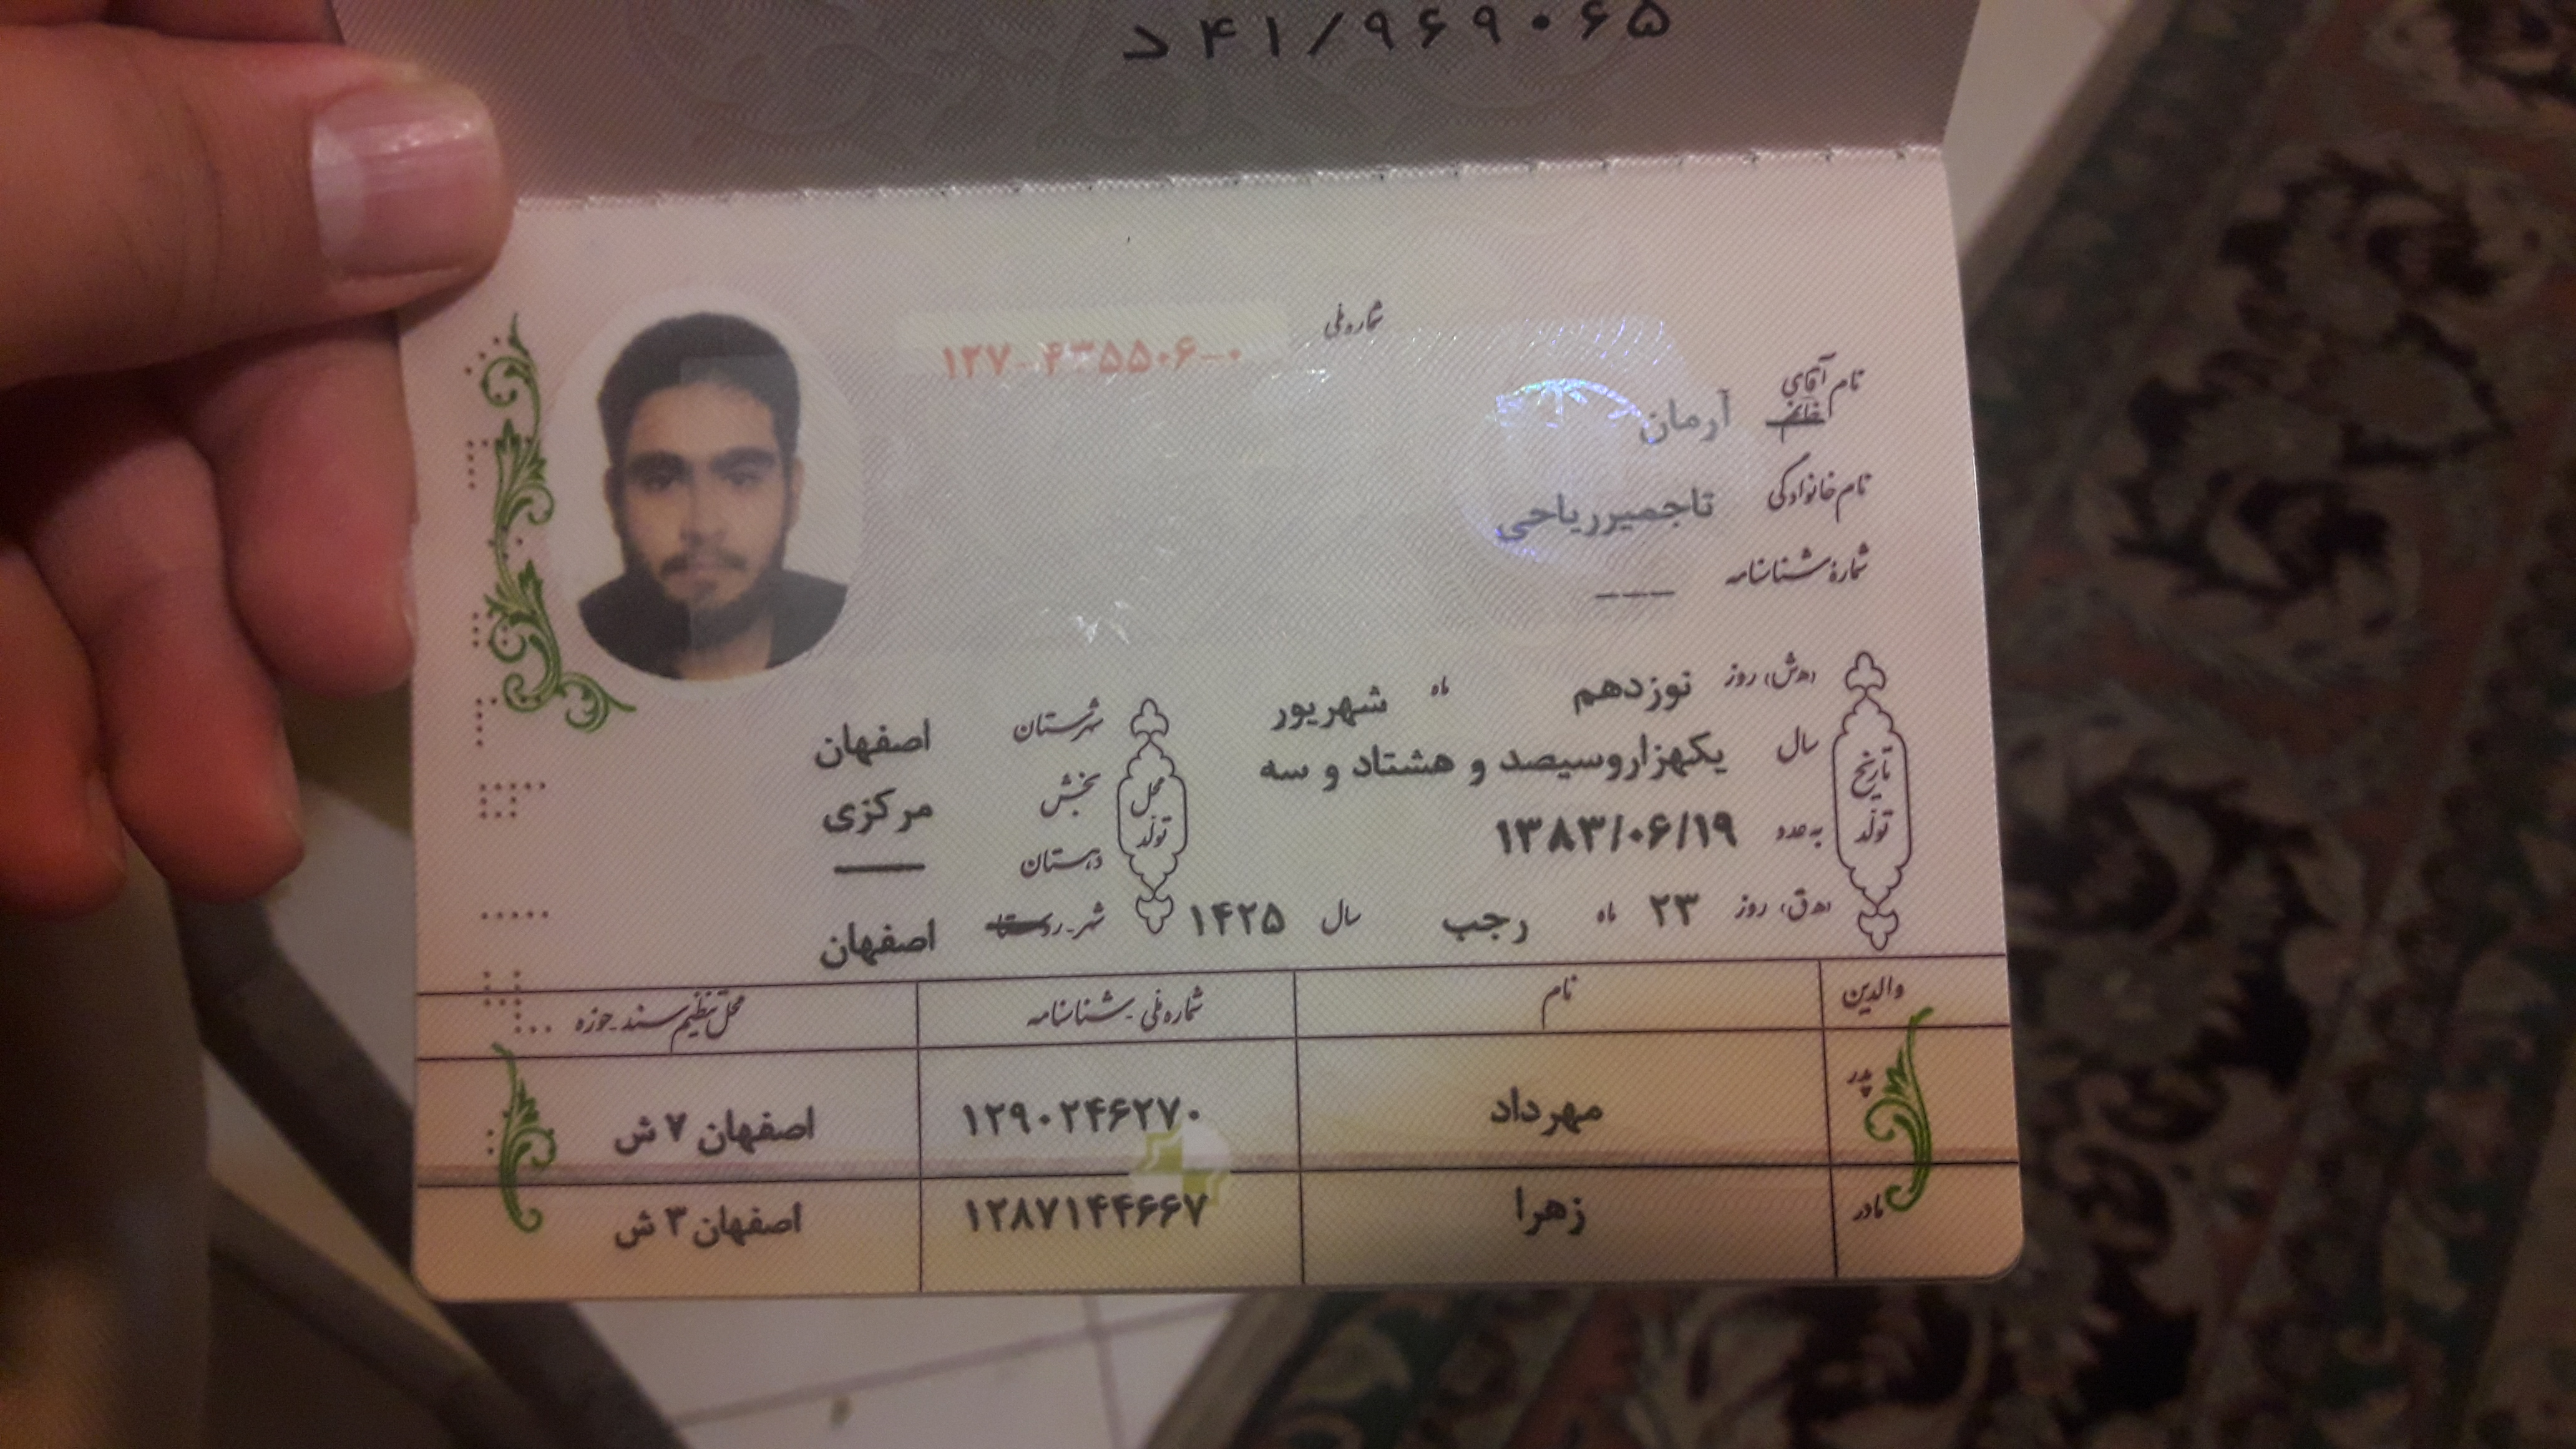 د ۴۱/۹۶۹۰۶۵
شماره ملی ۱۲۷-۴۳۵۵۰۶-۰
نام آقای خانم آرمان
نام خانوادگی تاجمیرریاحی
شمارهٔ شناسنامه ---
تاریخ تولد
(ه‍.ش) روز نوزدهم ماه شهریور
سال یکهزاروسیصد و هشتاد و سه
به عدد ۱۳۸۳/۰۶/۱۹
(ه‍.ق) روز ۲۳ ماه رجب سال ۱۴۲۵
محل تولد
شهرستان اصفهان
بخش مرکزی
دهستان ——
شهر-روستا اصفهان
والدین نام شماره ملی-شناسنامه محل تنظیم سند-حوزه
پدر مهرداد ۱۲۹۰۲۴۶۲۷۰ اصفهان ۷ ش
مادر زهرا ۱۲۸۷۱۴۴۶۶۷ اصفهان ۳ ش